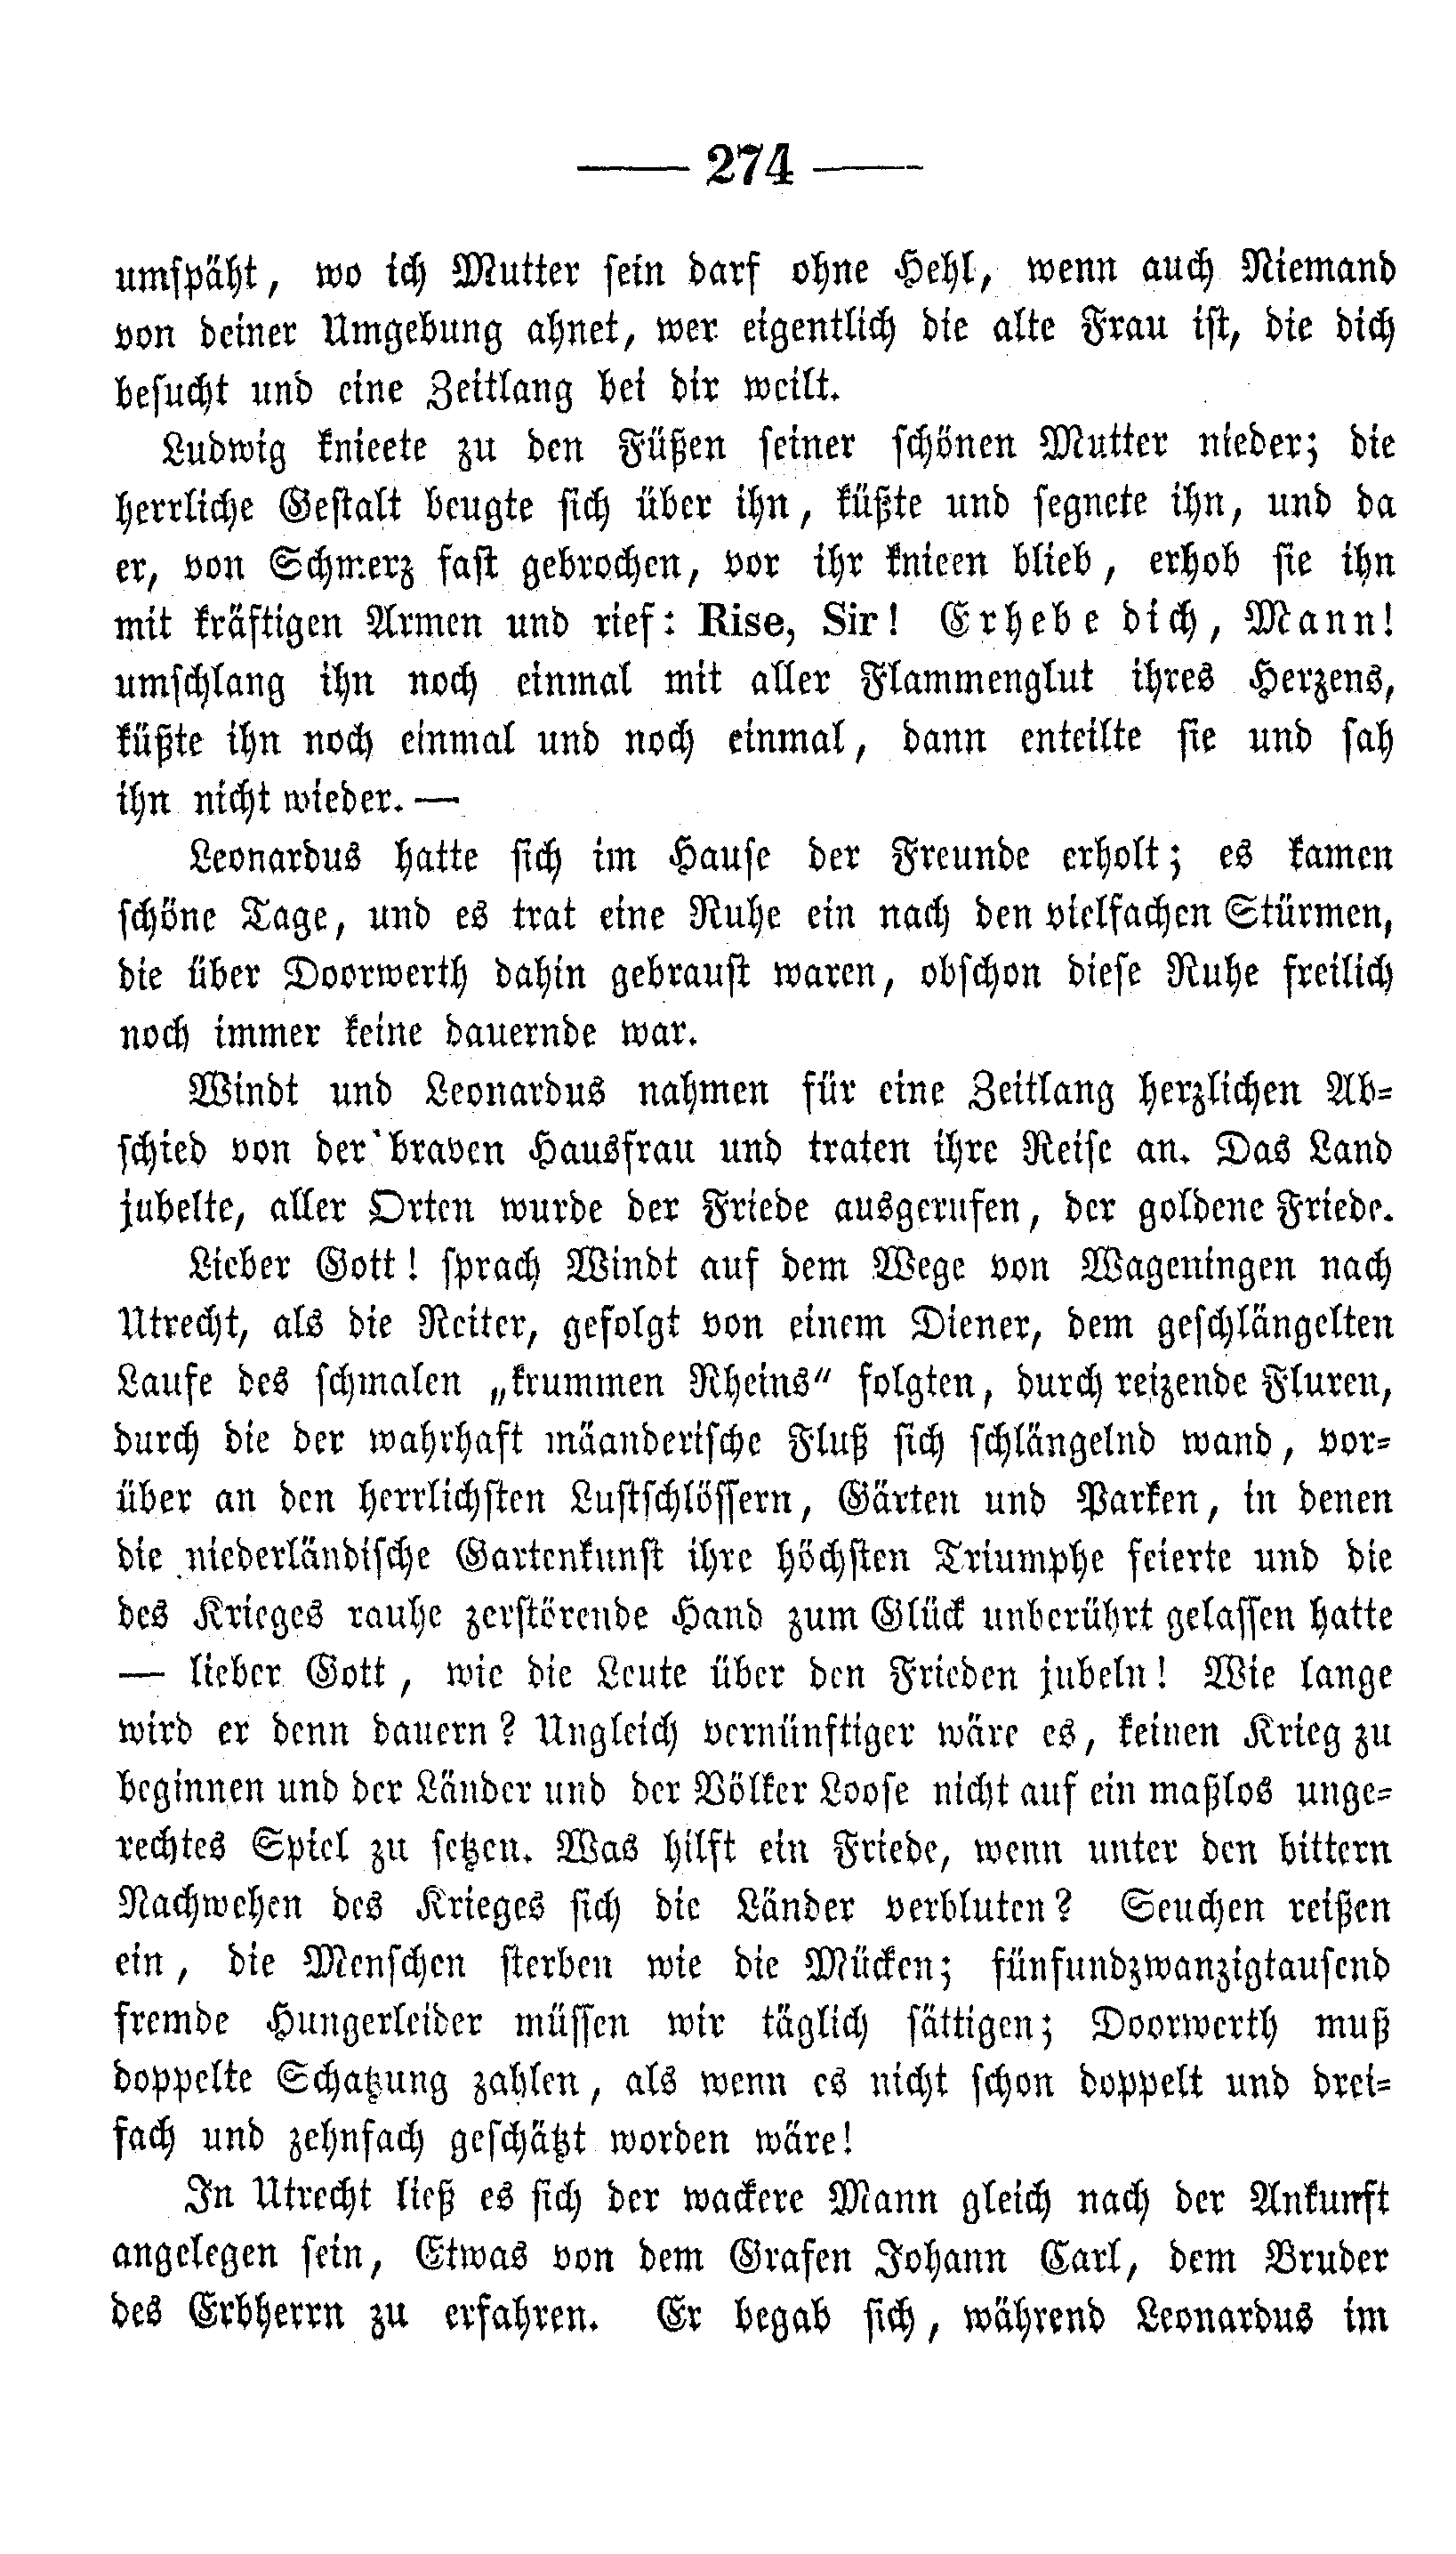 — 274 —
umspäht, wo ich Mutter sein darf ohne Hehl, wenn auch Niemand
von deiner Umgebung ahnet, wer eigentlich die alte Frau ist, die dich
besucht und eine Zeitlang bei dir weilt.
Ludwig knieete zu den Füßen seiner schönen Mutter nieder; die
herrliche Gestalt beugte sich über ihn, küßte und segnete ihn, und da
er, von Schmerz fast gebrochen, vor ihr knieen blieb, erhob sie ihn
mit kräftigen Armen und rief: Rise, Sir! Erhebe dich, Mann!
umschlang ihn noch einmal mit aller Flammenglut ihres Herzens,
küßte ihn noch einmal und noch einmal, dann enteilte sie und sah
ihn nicht wieder. —
Leonardus hatte sich im Hause der Freunde erholt; es kamen
schöne Tage, und es trat eine Ruhe ein nach den vielfachen Stürmen,
die über Doorwerth dahin gebraust waren, obschon diese Ruhe freilich
noch immer keine dauernde war.
Windt und Leonardus nahmen für eine Zeitlang herzlichen Ab-
schied von der braven Hausfrau und traten ihre Reise an. Das Land
jubelte, aller Orten wurde der Friede ausgerufen, der goldene Friede.
Lieber Gott! sprach Windt auf dem Wege von Wageningen nach
Utrecht, als die Reiter, gefolgt von einem Diener, dem geschlängelten
Laufe des schmalen „krummen Rheins“ folgten, durch reizende Fluren,
durch die der wahrhaft mäanderische Fluß sich schlängelnd wand, vor-
über an den herrlichsten Lustschlössern, Gärten und Parken, in denen
die niederländische Gartenkunst ihre höchsten Triumphe feierte und die
des Krieges rauhe zerstörende Hand zum Glück unberührt gelassen hatte
— lieber Gott, wie die Leute über den Frieden jubeln! Wie lange
wird er denn dauern? Ungleich vernünftiger wäre es, keinen Krieg zu
beginnen und der Länder und der Völker Loose nicht auf ein maßlos unge-
rechtes Spiel zu setzen. Was hilft ein Friede, wenn unter den bittern
Nachwehen des Krieges sich die Länder verbluten? Seuchen reißen
ein, die Menschen sterben wie die Mücken; fünfundzwanzigtausend
fremde Hungerleider müssen wir täglich sättigen; Doorwerth muß
doppelte Schatzung zahlen, als wenn es nicht schon doppelt und drei-
fach und zehnfach geschätzt worden wäre!
In Utrecht ließ es sich der wackere Mann gleich nach der Ankunft
angelegen sein, Etwas von dem Grafen Johann Carl, dem Bruder
des Erbherrn zu erfahren. Er begab sich, während Leonardus im